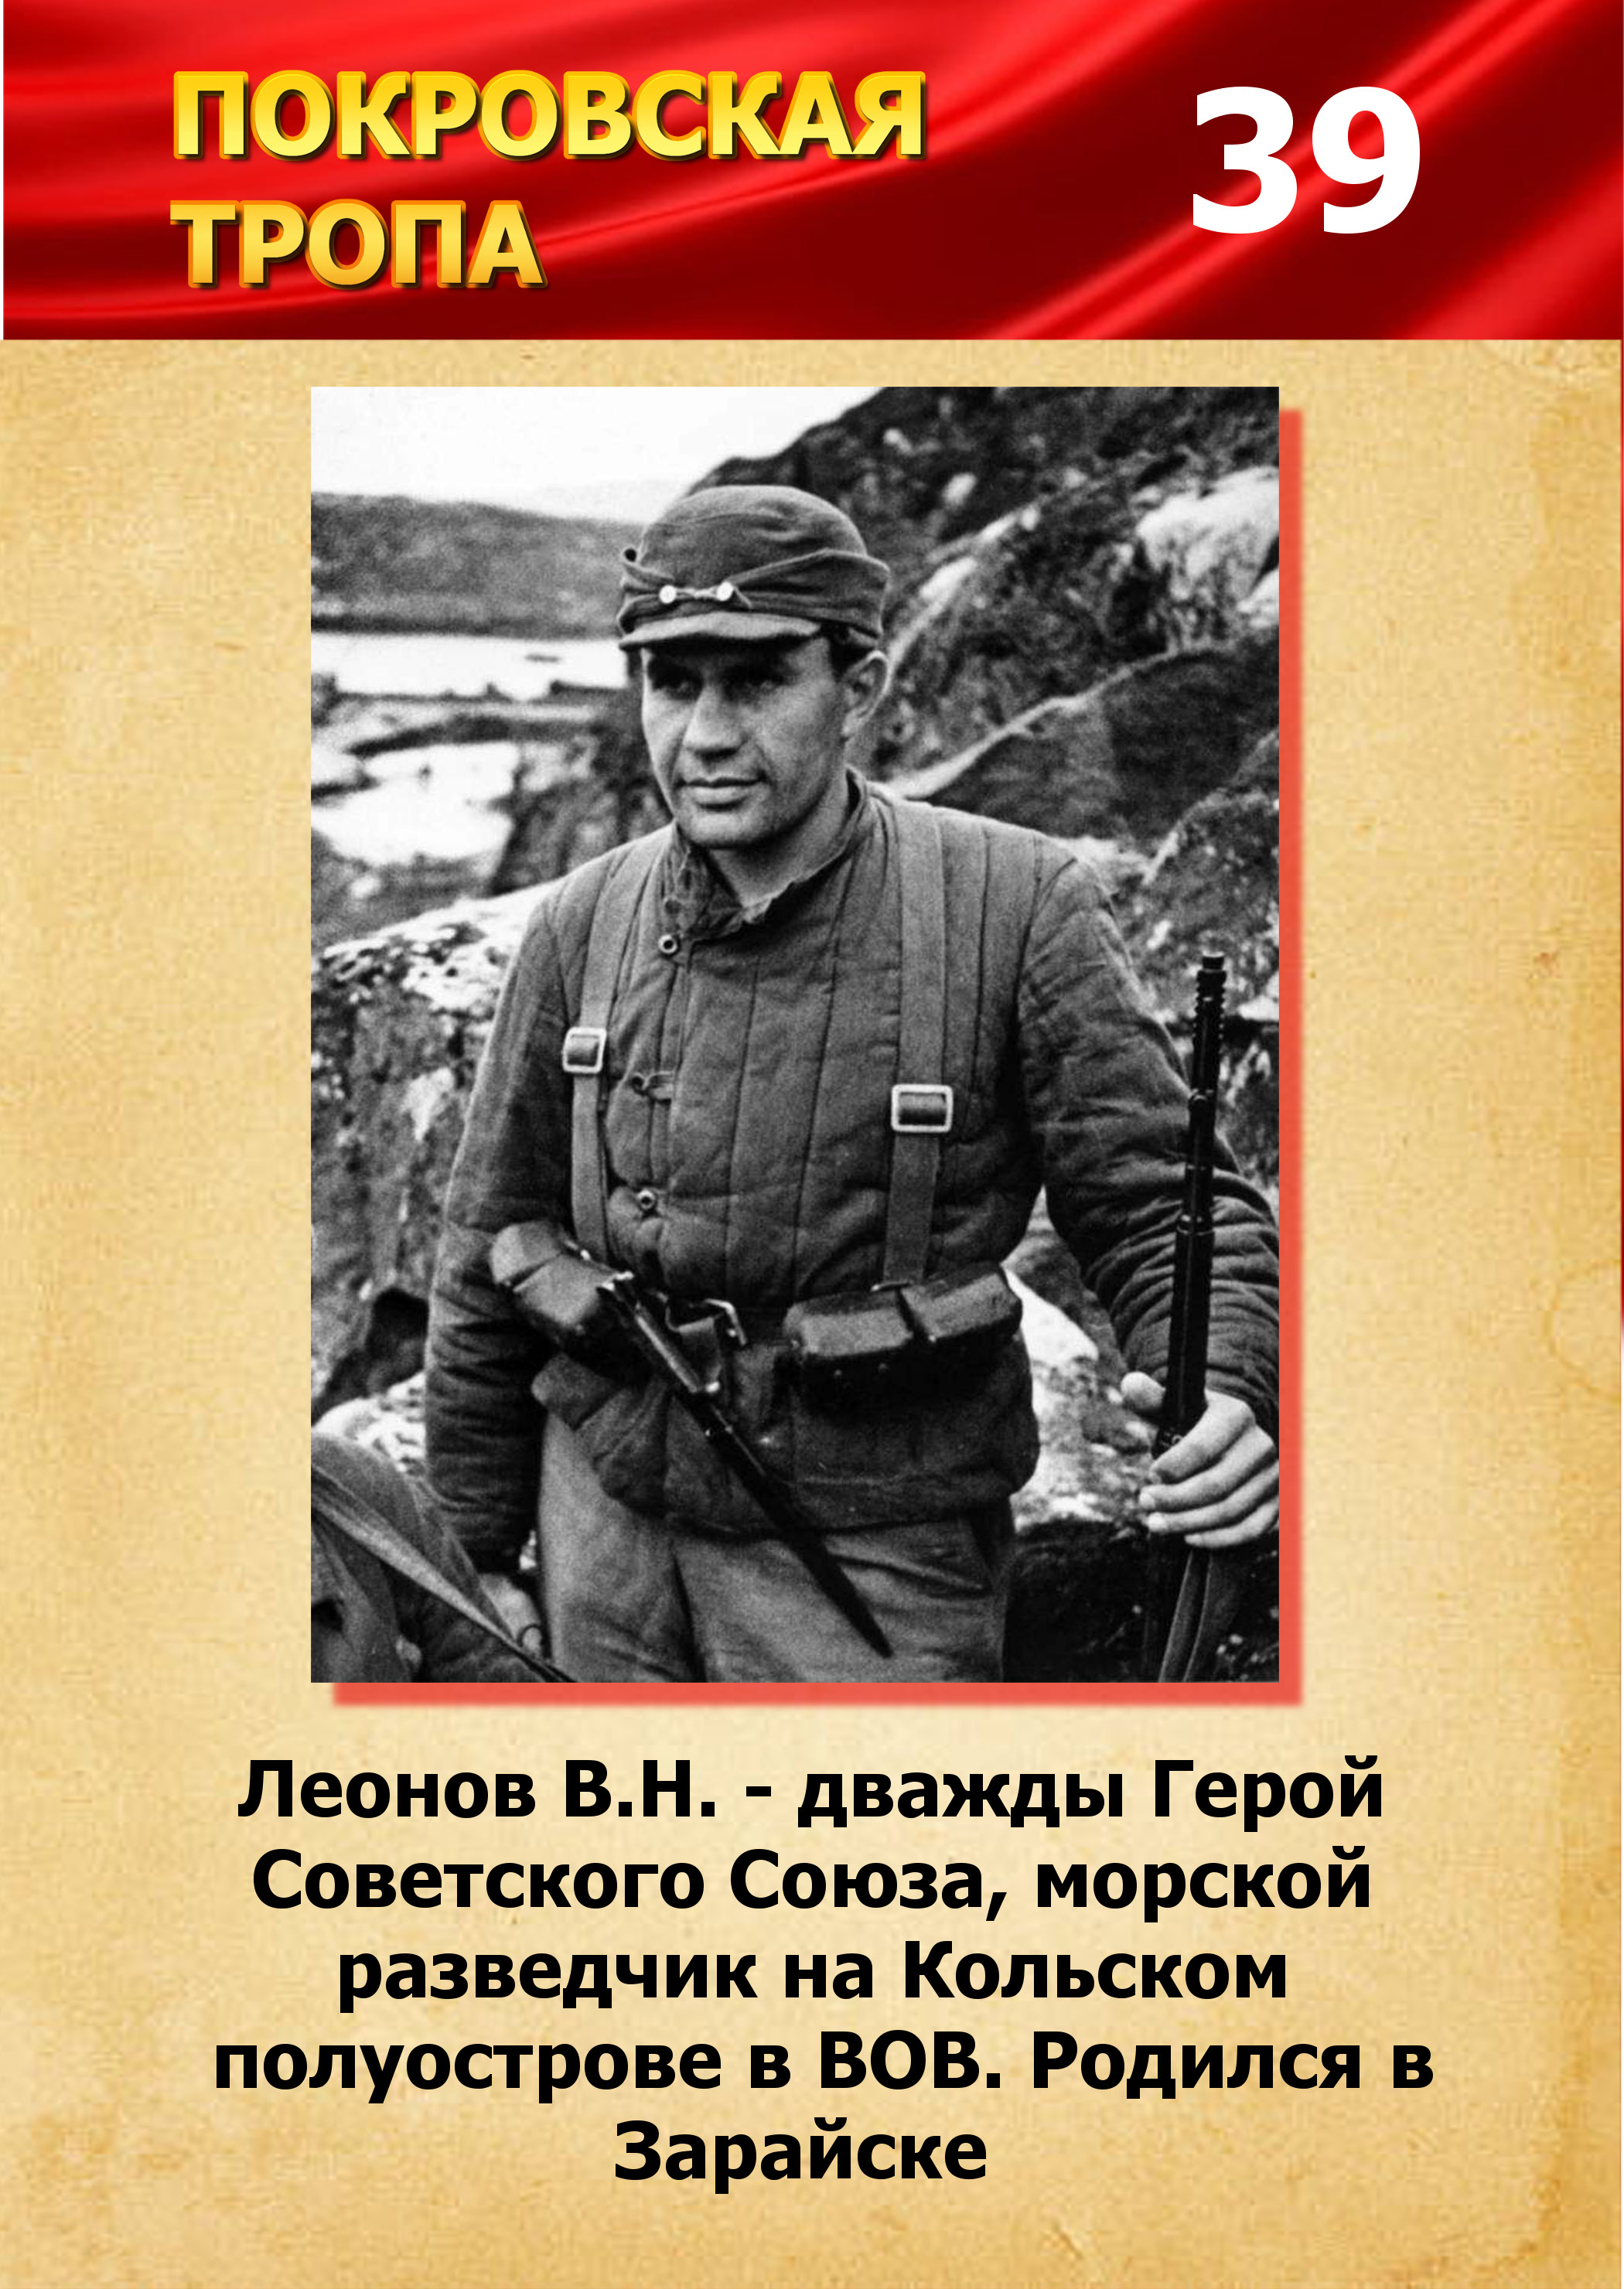 ПОКРОВСКАЯ
ТРОПА
39
Леонов В.Н. - дважды Герой
Советского Союза, морской
разведчик на Кольском
полуострове в ВОВ. Родился в
Зарайске